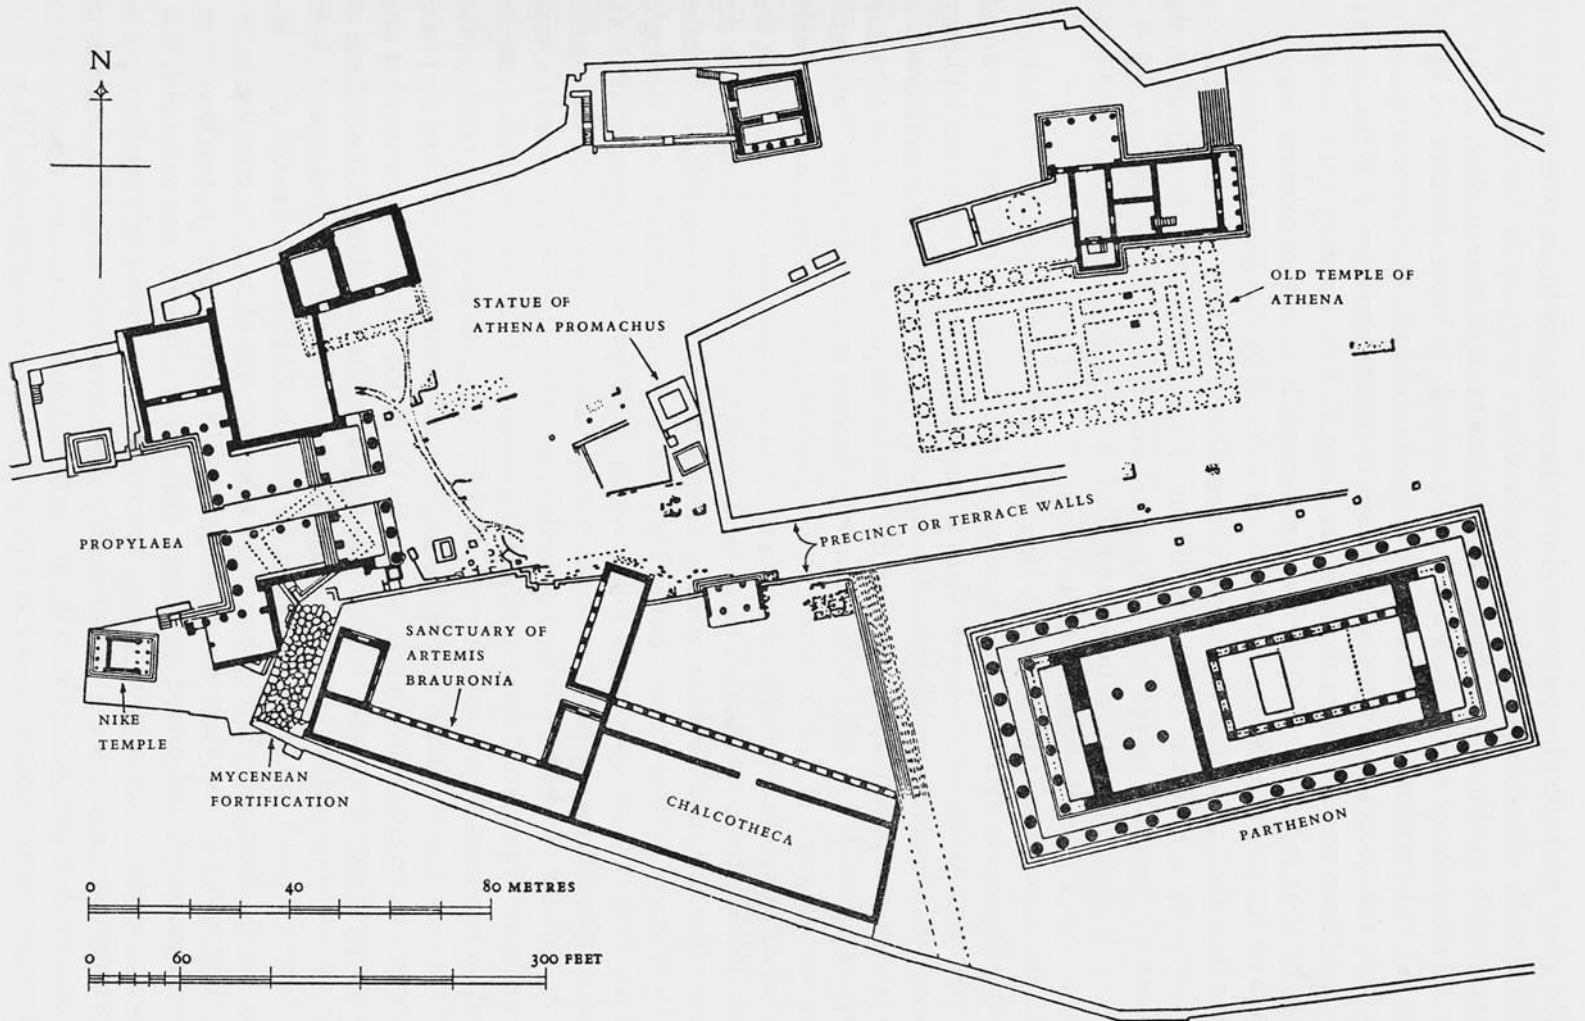 N
STATUE OF
ATHENA PROMACHUS
OLD TEMPLE OF
ATHENA
PROPYLAEA
PRECINCT OR TERRACE WALLS
SANCTUARY OF
ARTEMIS
BRAURONIA
NIKE
TEMPLE
MYCENEAN
FORTIFICATION
CHALCOTHECA
PARTHENON
0 40 80 METRES
0 60 300 FEET